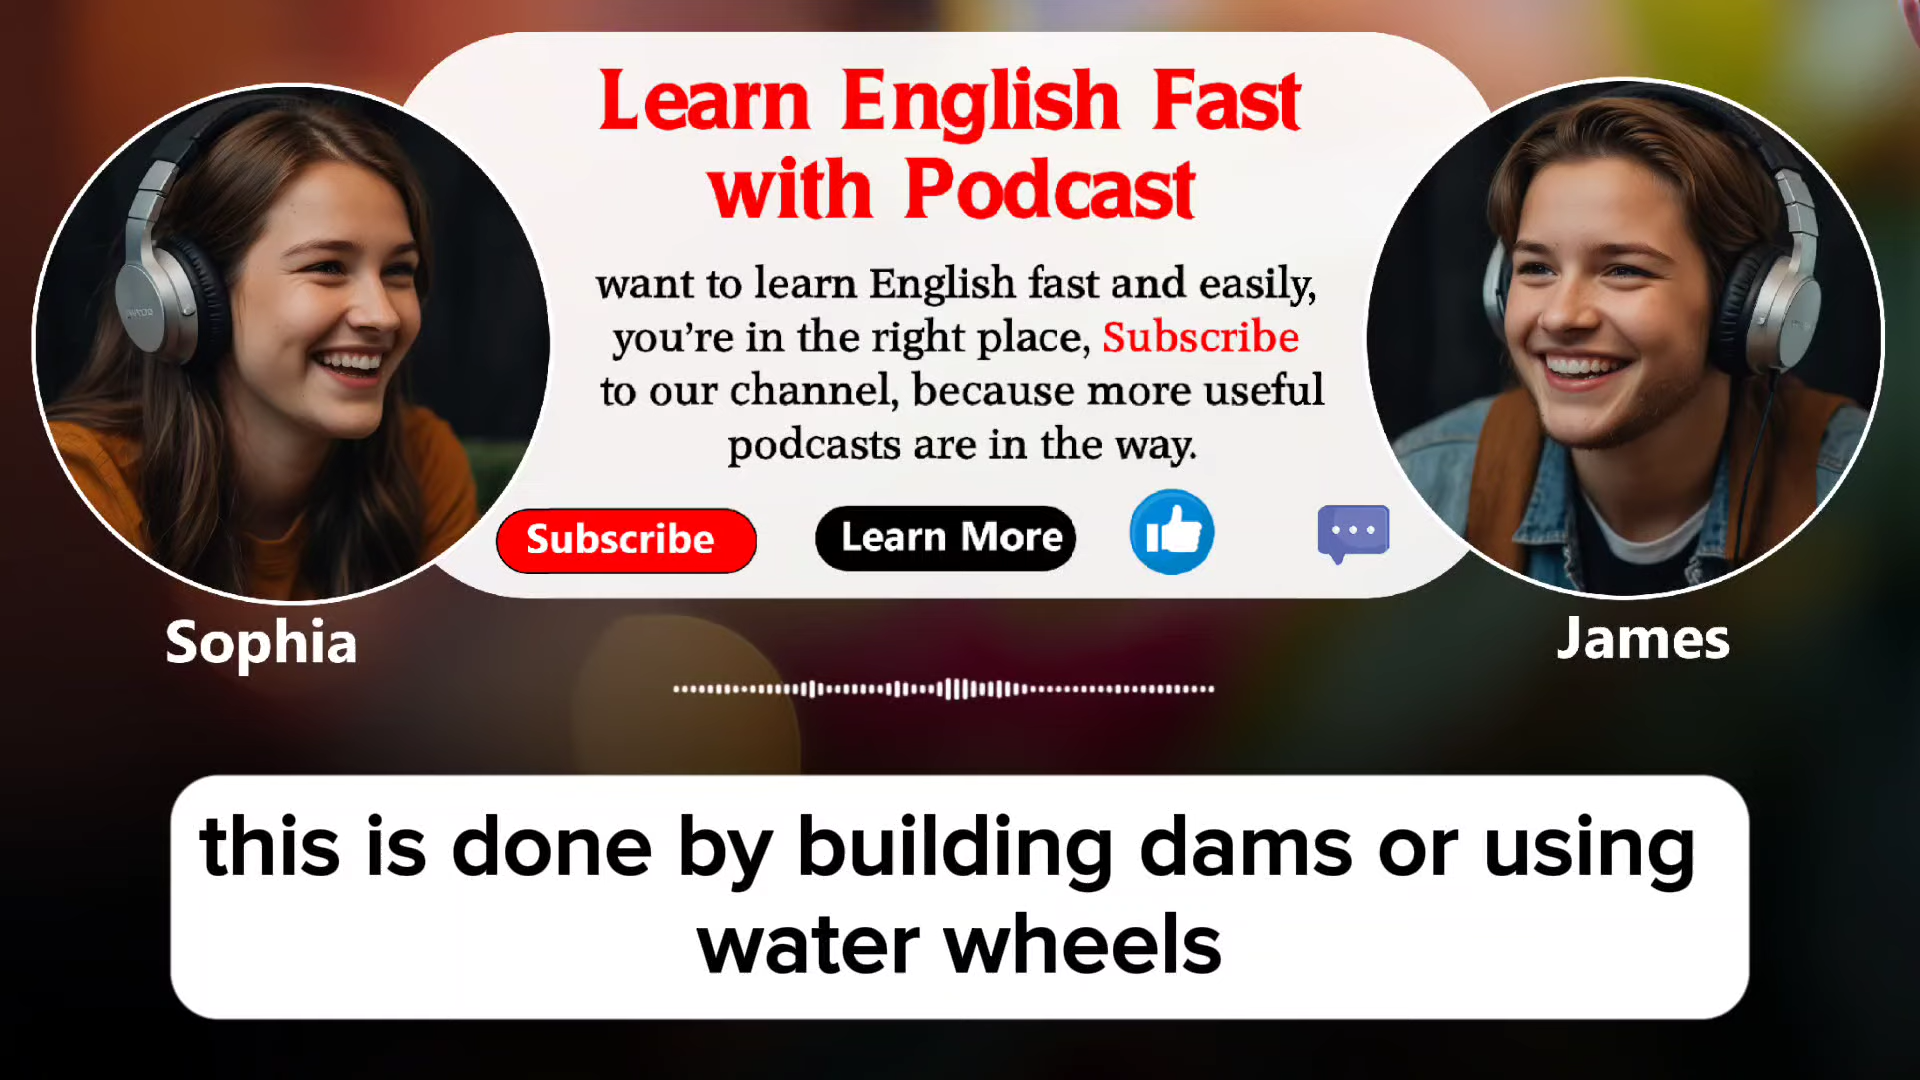 Learn English Fast
with Podcast
want to learn English fast and easily,
you're in the right place, Subscribe
to our channel, because more useful
podcasts are in the way.
Subscribe
Learn More
Sophia
James
this is done by building dams or using
water wheels